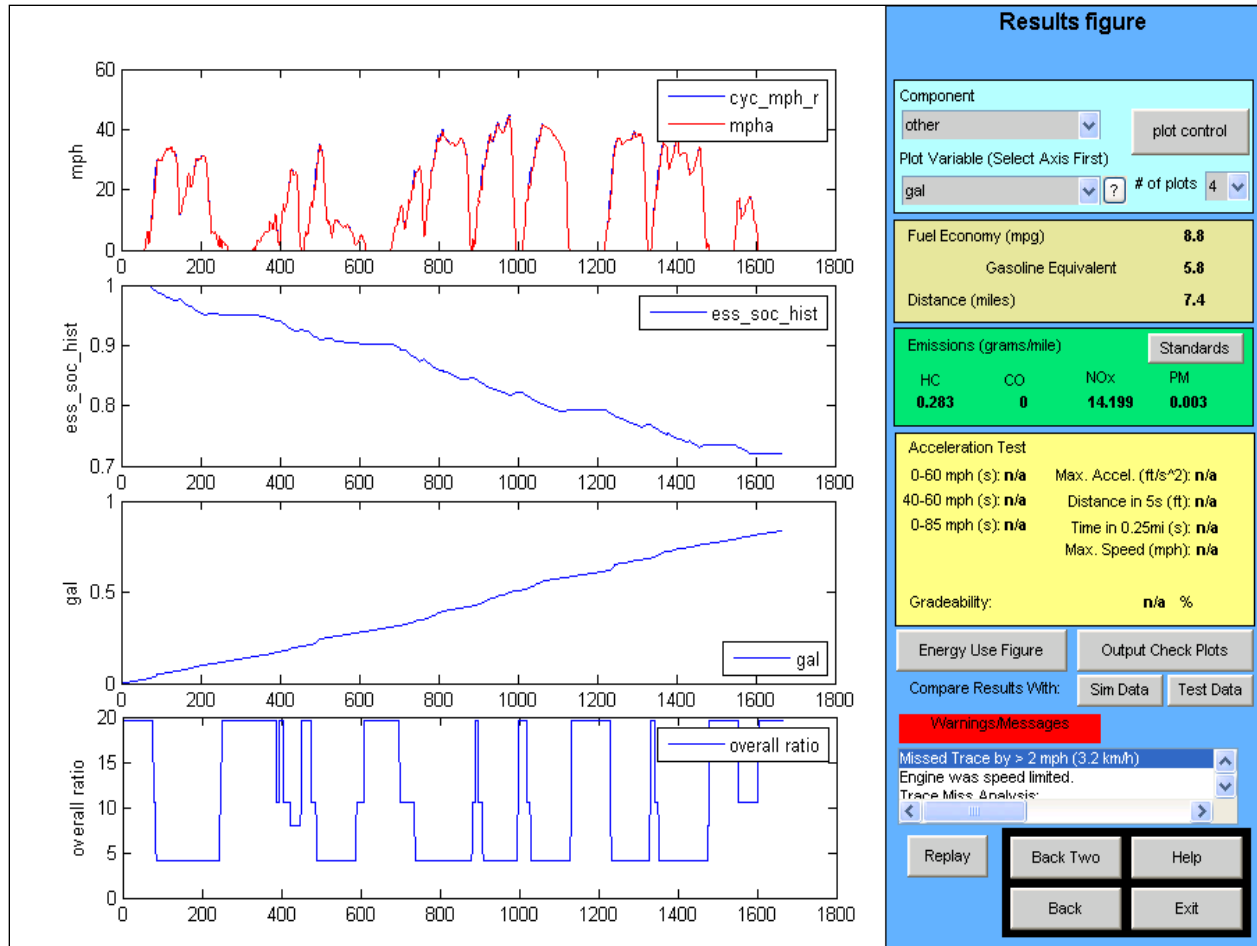 Results figure
60
40
20
0
mph
cyc_mph_r
mpha
0 200 400 600 800 1000 1200 1400 1600 1800
1
0.9
0.8
0.7
ess_soc_hist
ess_soc_hist
0 200 400 600 800 1000 1200 1400 1600 1800
1
0.5
0
gal
gal
0 200 400 600 800 1000 1200 1400 1600 1800
20
15
10
5
0
overall ratio
overall ratio
0 200 400 600 800 1000 1200 1400 1600 1800
Component
other
plot control
Plot Variable (Select Axis First)
gal ? # of plots 4
Fuel Economy (mpg) 8.8
Gasoline Equivalent 5.8
Distance (miles) 7.4
Emissions (grams/mile) Standards
HC CO NOx PM
0.283 0 14.199 0.003
Acceleration Test
0-60 mph (s): n/a Max. Accel. (ft/s^2): n/a
40-60 mph (s): n/a Distance in 5s (ft): n/a
0-85 mph (s): n/a Time in 0.25mi (s): n/a
Max. Speed (mph): n/a
Gradeability: n/a %
Energy Use Figure Output Check Plots
Compare Results With: Sim Data Test Data
Warnings/Messages
Missed Trace by > 2 mph (3.2 km/h)
Engine was speed limited.
Trace Miss Analysis:
Replay Back Two Help
Back Exit